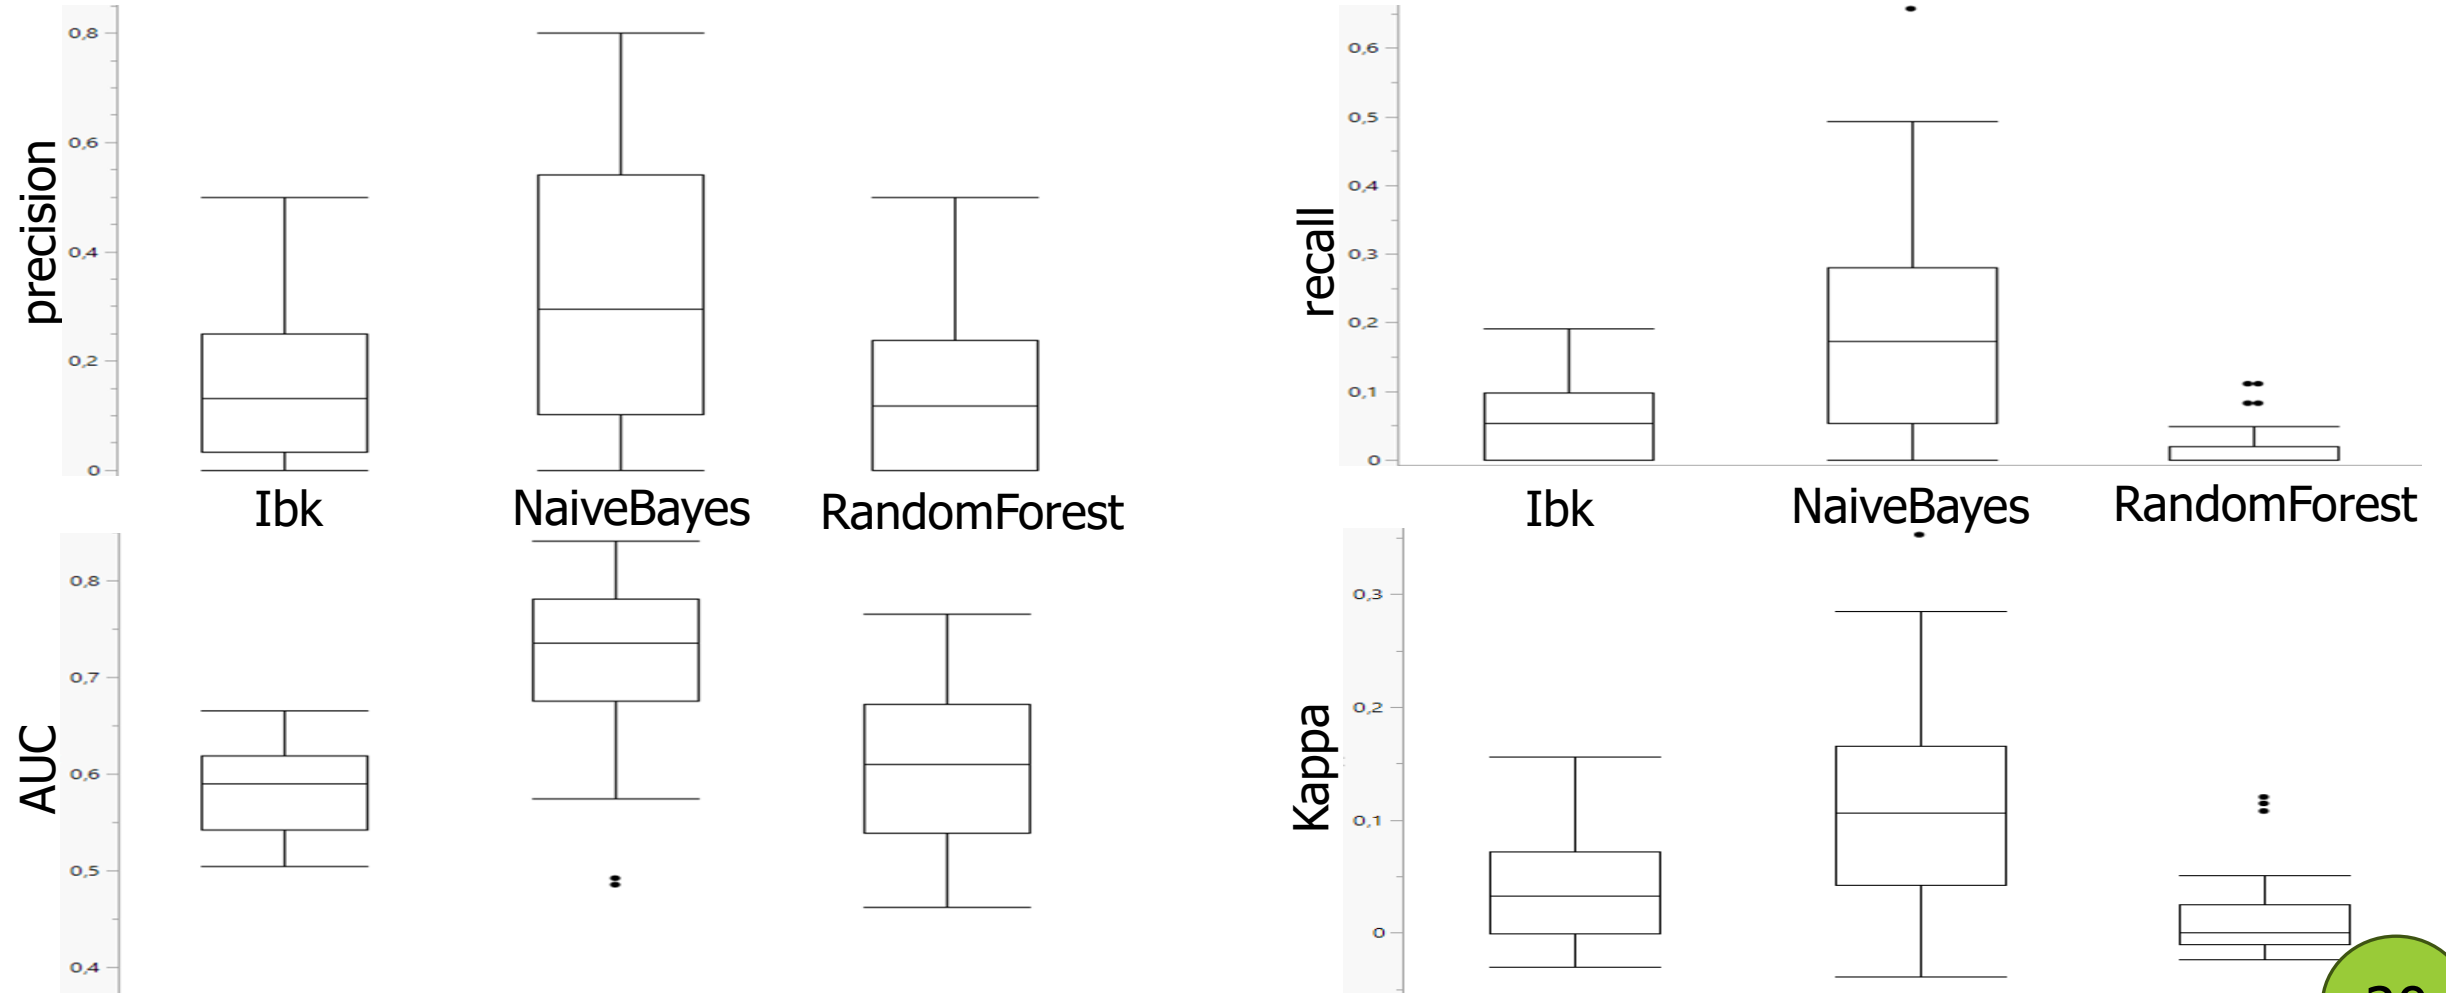 precision
0,8
0,6
0,4
0,2
0
Ibk
NaiveBayes
RandomForest
recall
0,6
0,5
0,4
0,3
0,2
0,1
0
Ibk
NaiveBayes
RandomForest
AUC
0,8
0,7
0,6
0,5
0,4
Kappa
0,3
0,2
0,1
0